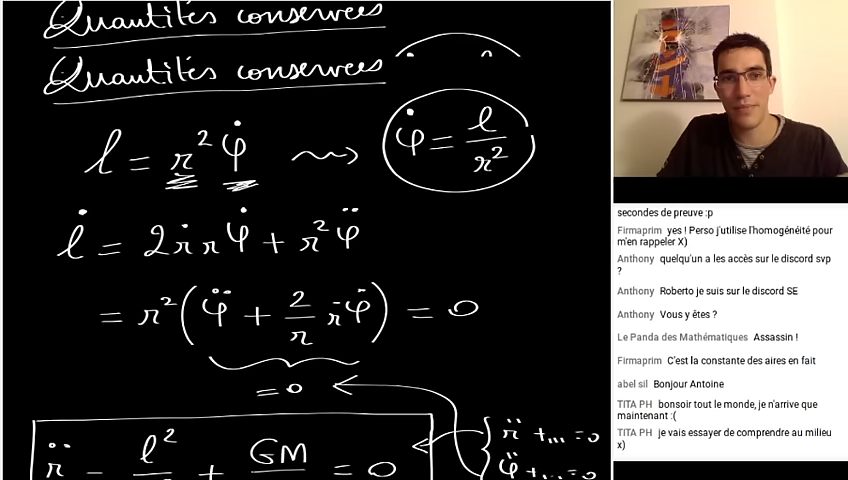 Quantités conservées
Quantités conservées
l = r² φ̇ ⇝ φ̇ = l / r²
l̇ = 2ṙ r φ̇ + r² φ̈
= r² ( φ̈ + 2/r ṙ φ̇ ) = 0
= 0
r̈ - l² + GM = 0
r̈ + ... = 0
φ̈ + ... = 0
secondes de preuve :p
Firmaprim yes ! Perso j'utilise l'homogénéité pour
m'en rappeler X)
Anthony quelqu'un a les accès sur le discord svp
?
Anthony Roberto je suis sur le discord SE
Anthony Vous y êtes ?
Le Panda des Mathématiques Assassin !
Firmaprim C'est la constante des aires en fait
abel sil Bonjour Antoine
TITA PH bonsoir tout le monde, je n'arrive que
maintenant :(
TITA PH je vais essayer de comprendre au milieu
x)